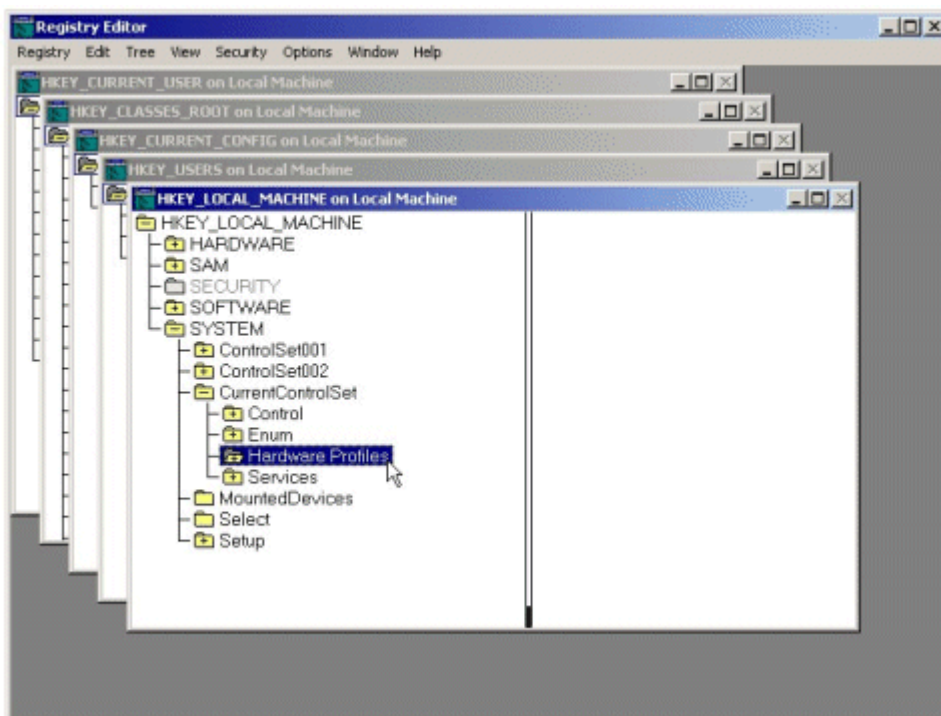 Registry Editor
Registry Edit Tree View Security Options Window Help
HKEY_CURRENT_USER on Local Machine
HKEY_CLASSES_ROOT on Local Machine
HKEY_CURRENT_CONFIG on Local Machine
HKEY_USERS on Local Machine
HKEY_LOCAL_MACHINE on Local Machine
HKEY_LOCAL_MACHINE
HARDWARE
SAM
SECURITY
SOFTWARE
SYSTEM
ControlSet001
ControlSet002
CurrentControlSet
Control
Enum
Hardware Profiles
Services
MountedDevices
Select
Setup